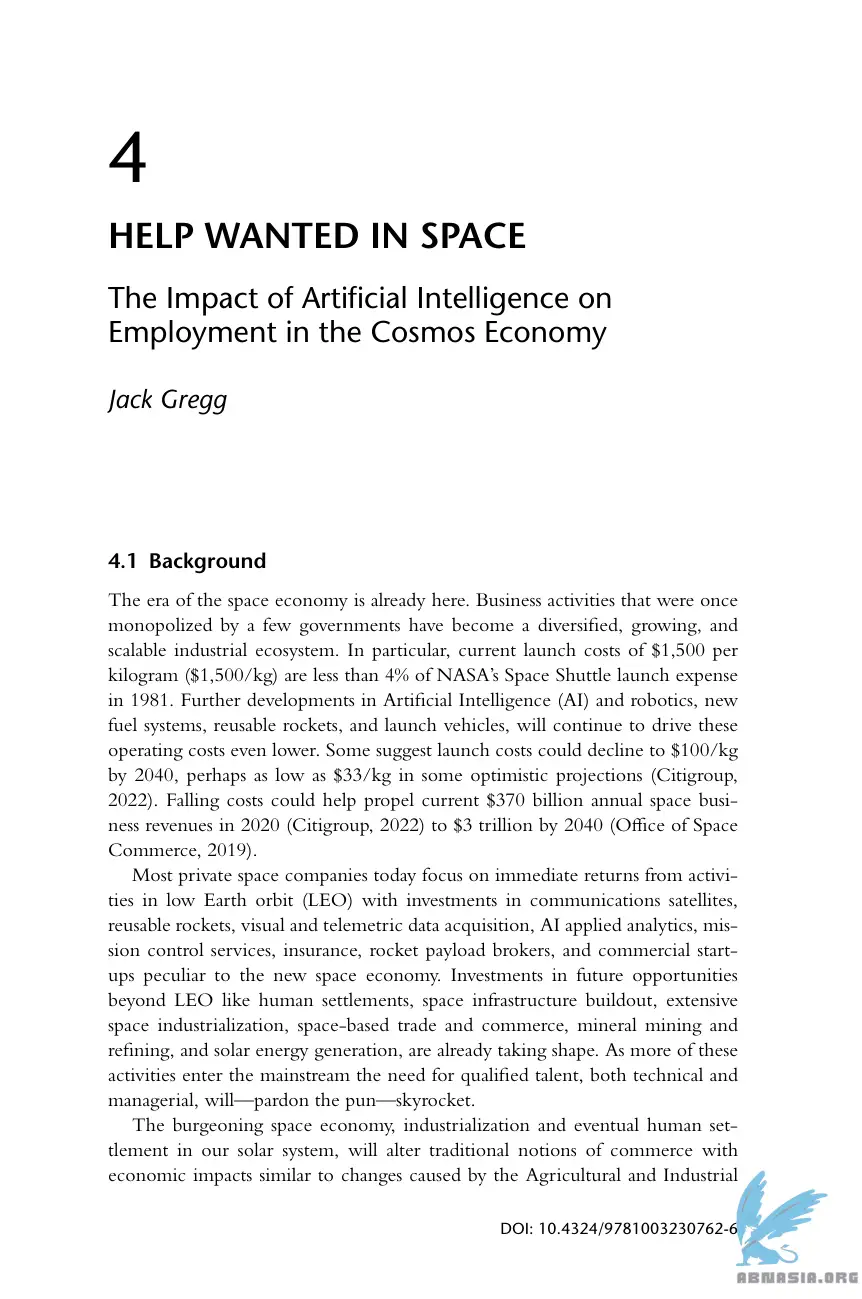 4
HELP WANTED IN SPACE
The Impact of Artificial Intelligence on
Employment in the Cosmos Economy
Jack Gregg
4.1 Background
The era of the space economy is already here. Business activities that were once
monopolized by a few governments have become a diversified, growing, and
scalable industrial ecosystem. In particular, current launch costs of $1,500 per
kilogram ($1,500/kg) are less than 4% of NASA’s Space Shuttle launch expense
in 1981. Further developments in Artificial Intelligence (AI) and robotics, new
fuel systems, reusable rockets, and launch vehicles, will continue to drive these
operating costs even lower. Some suggest launch costs could decline to $100/kg
by 2040, perhaps as low as $33/kg in some optimistic projections (Citigroup,
2022). Falling costs could help propel current $370 billion annual space busi-
ness revenues in 2020 (Citigroup, 2022) to $3 trillion by 2040 (Office of Space
Commerce, 2019).
Most private space companies today focus on immediate returns from activi-
ties in low Earth orbit (LEO) with investments in communications satellites,
reusable rockets, visual and telemetric data acquisition, AI applied analytics, mis-
sion control services, insurance, rocket payload brokers, and commercial start-
ups peculiar to the new space economy. Investments in future opportunities
beyond LEO like human settlements, space infrastructure buildout, extensive
space industrialization, space-based trade and commerce, mineral mining and
refining, and solar energy generation, are already taking shape. As more of these
activities enter the mainstream the need for qualified talent, both technical and
managerial, will—pardon the pun—skyrocket.
The burgeoning space economy, industrialization and eventual human set-
tlement in our solar system, will alter traditional notions of commerce with
economic impacts similar to changes caused by the Agricultural and Industrial
DOI: 10.4324/9781003230762-6
ABNASIA.ORG